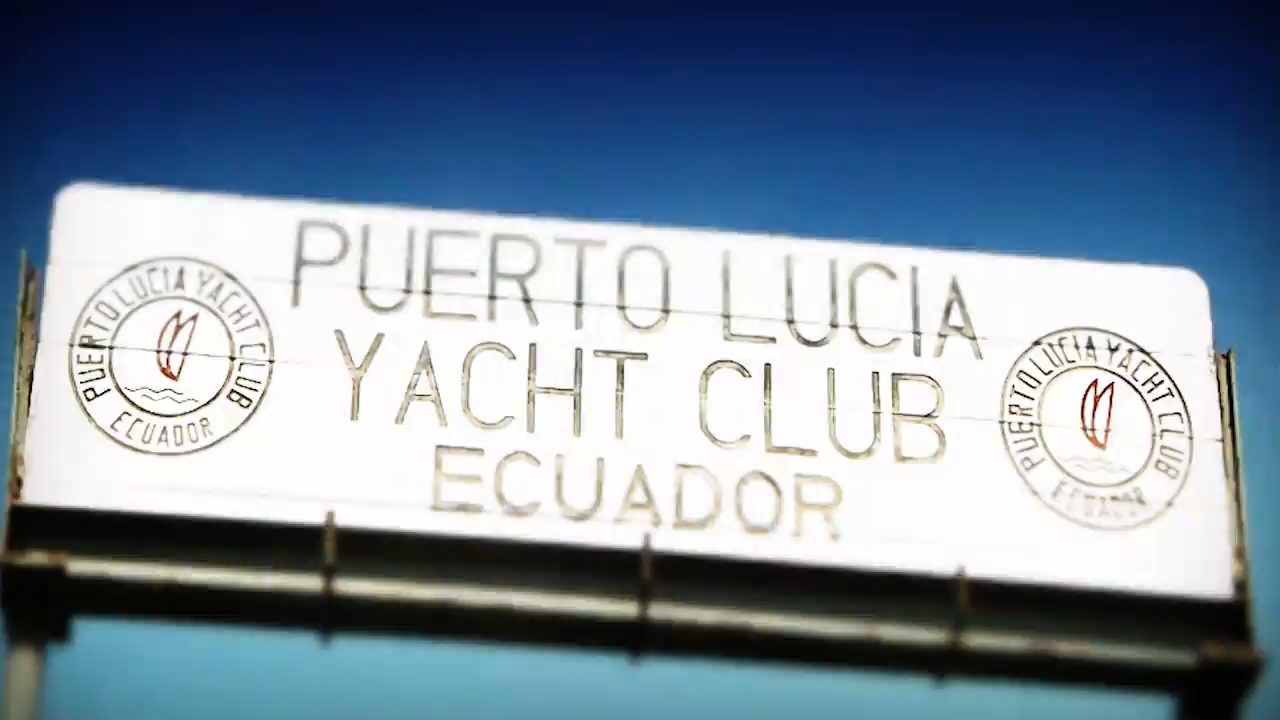 PUERTO LUCIA
YACHT CLUB
ECUADOR
PUERTO LUCIA YACHT CLUB
ECUADOR
PUERTO LUCIA YACHT CLUB
ECUADOR